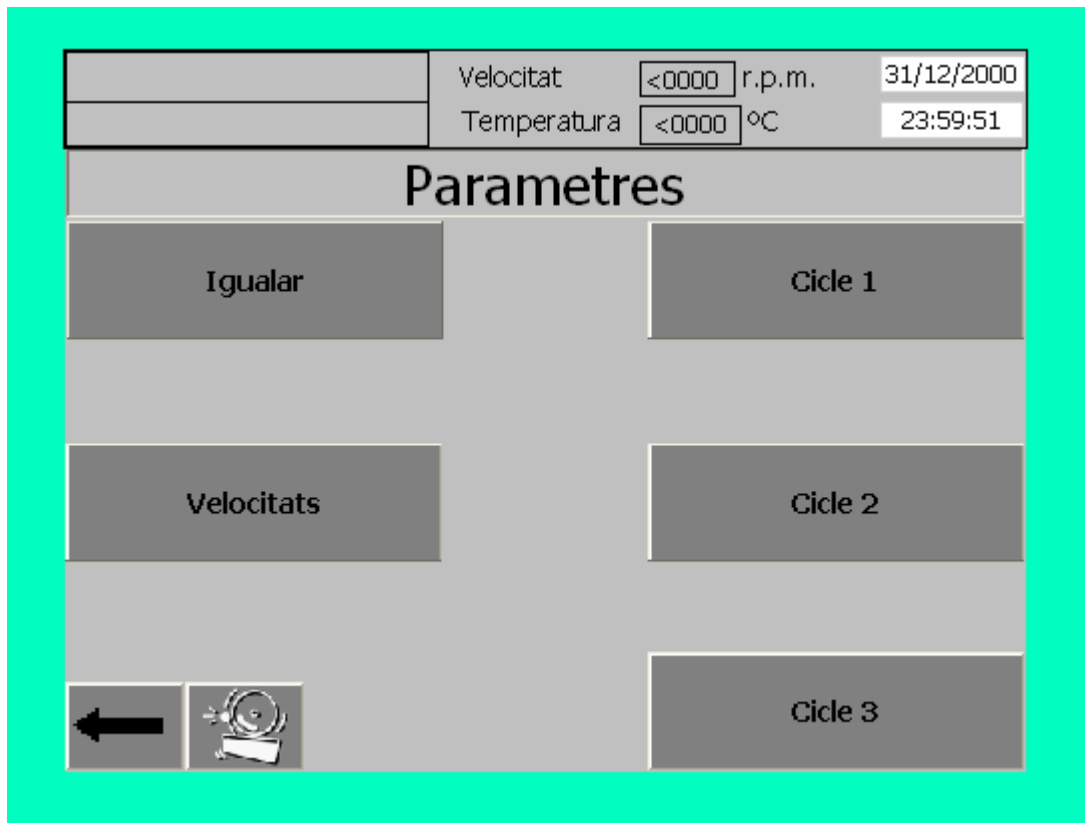 Velocitat <0000 r.p.m. 31/12/2000
Temperatura <0000 ºC 23:59:51
Parametres
Igualar Cicle 1
Velocitats Cicle 2
Cicle 3